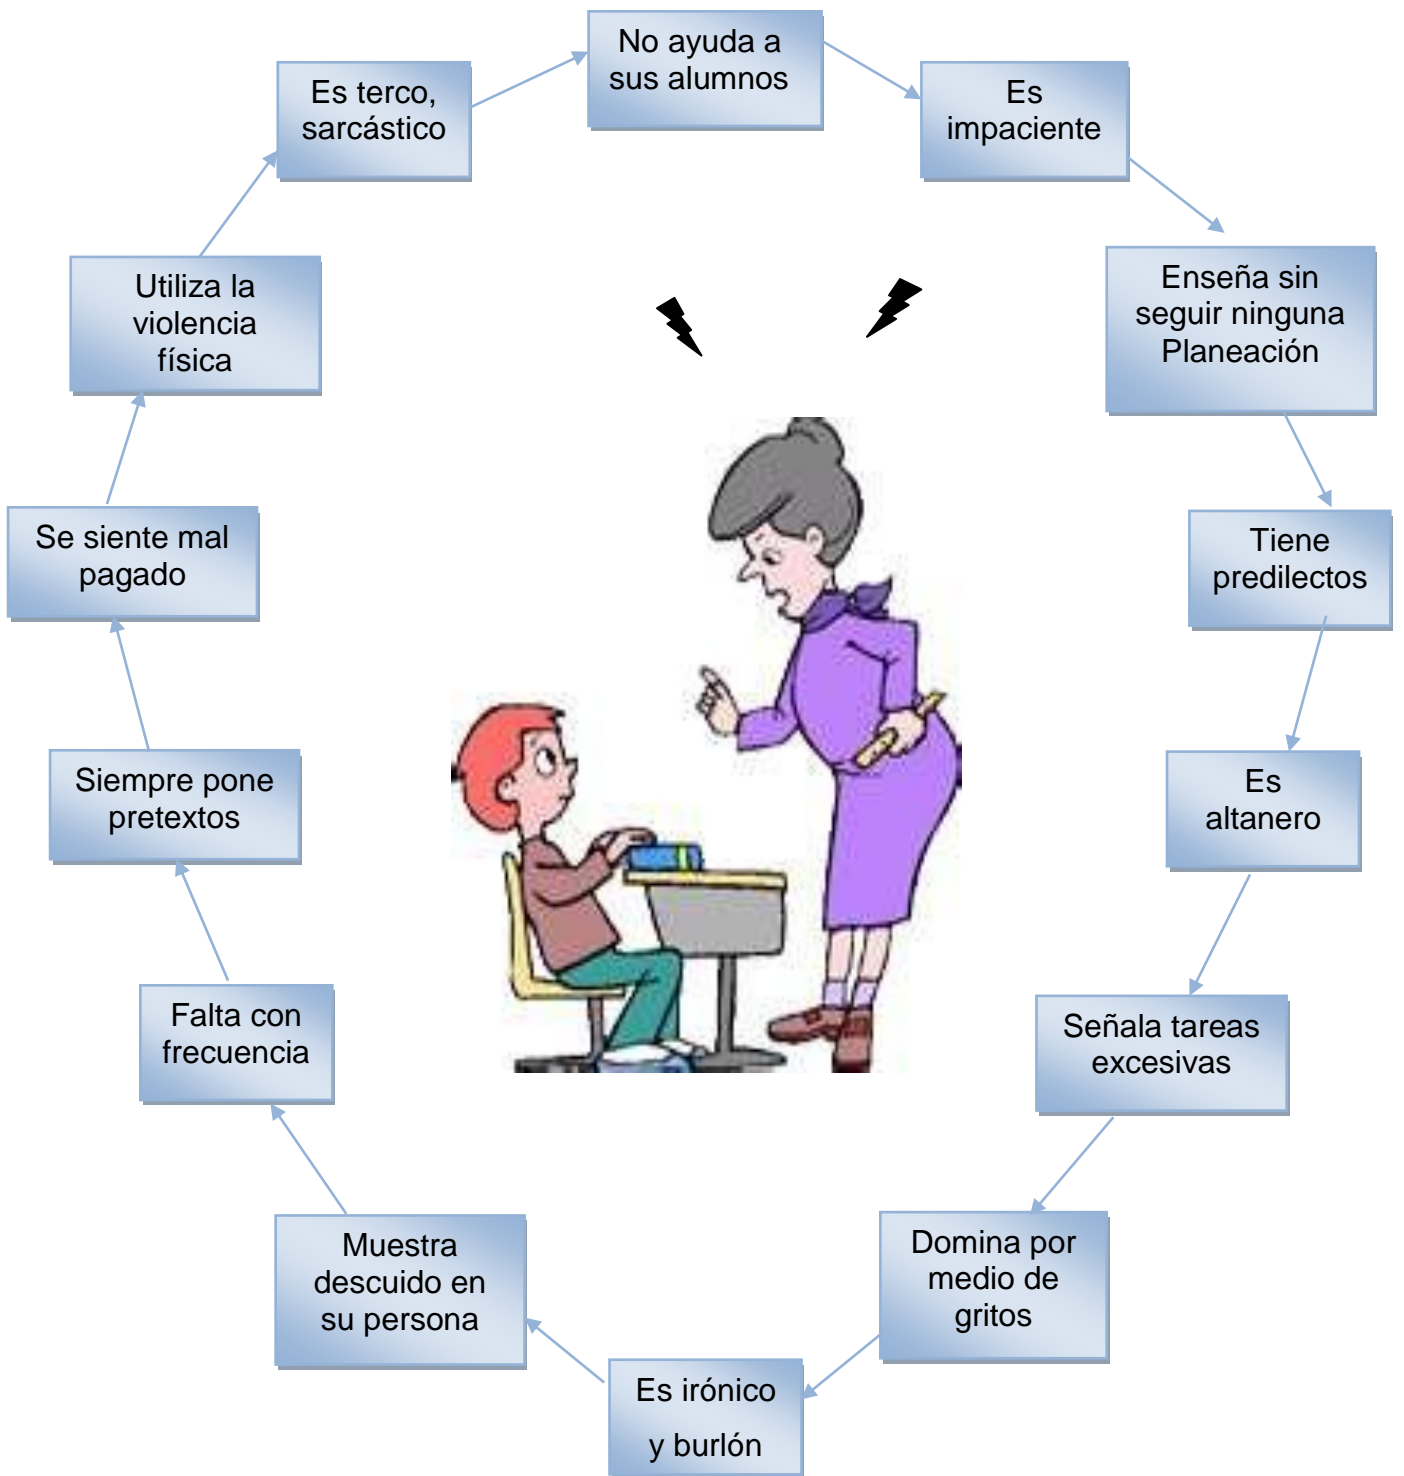 No ayuda a
sus alumnos
Es
impaciente
Enseña sin
seguir ninguna
Planeación
Tiene
predilectos
Es
altanero
Señala tareas
excesivas
Domina por
medio de
gritos
Es irónico
y burlón
Muestra
descuido en
su persona
Falta con
frecuencia
Siempre pone
pretextos
Se siente mal
pagado
Utiliza la
violencia
física
Es terco,
sarcástico